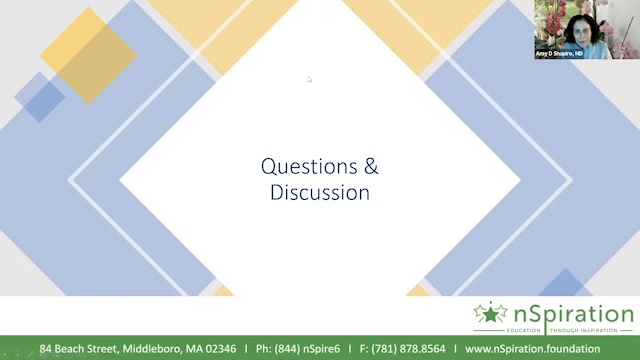 Amy D Shapiro, MD
Questions &
Discussion
nSpiration
EDUCATION THROUGH INSPIRATION
84 Beach Street, Middleboro, MA 02346 I Ph: (844) nSpire6 I F: (781) 878.8564 I www.nSpiration.foundation